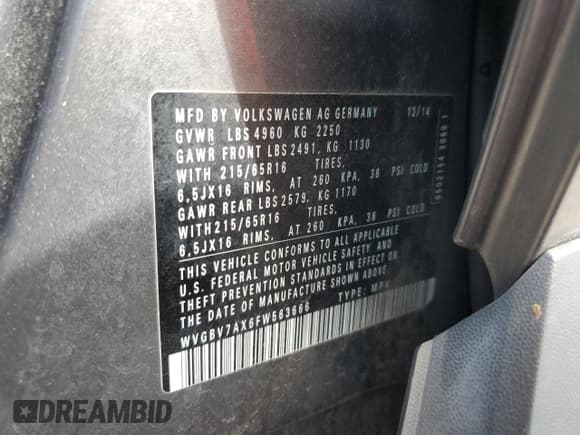 MFD BY VOLKSWAGEN AG GERMANY 12/14
GVWR LBS 4960 KG 2250
GAWR FRONT LBS 2491, KG 1130
WITH 215/65R16 TIRES,
6,5JX16 RIMS, AT 260 KPA, 38 PSI COLD
GAWR REAR LBS 2579, KG 1170
WITH215/65R16 TIRES,
6,5JX16 RIMS, AT 260 KPA, 38 PSI COLD
THIS VEHICLE CONFORMS TO ALL APPLICABLE
U.S. FEDERAL MOTOR VEHICLE SAFETY AND
THEFT PREVENTION STANDARDS IN EFFECT ON
THE DATE OF MANUFACTURE SHOWN ABOVE
WVGBV7AX6FW563666 TYPE: MPV
DREAMBID